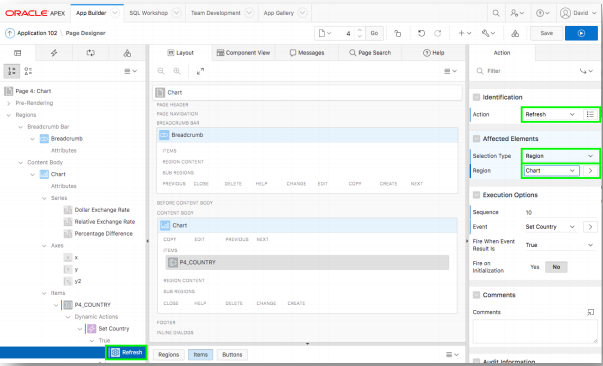 ORACLE APEX App Builder SQL Workshop Team Development App Gallery David
Application 102 \ Page Designer 4 Go Save
Layout Component View Messages Page Search Help Action
Page 4: Chart
Pre-Rendering
Regions
Breadcrumb Bar
Breadcrumb
Attributes
Content Body
Chart
Attributes
Series
Dollar Exchange Rate
Relative Exchange Rate
Percentage Difference
Axes
x
y
y2
Items
P4_COUNTRY
Dynamic Actions
Set Country
True
Refresh
Chart
PAGE HEADER
PAGE NAVIGATION
BREADCRUMB BAR
Breadcrumb
ITEMS
REGION CONTENT
SUB REGIONS
PREVIOUS CLOSE DELETE HELP CHANGE EDIT COPY CREATE NEXT
BEFORE CONTENT BODY
CONTENT BODY
Chart
COPY EDIT PREVIOUS NEXT
ITEMS
P4_COUNTRY
REGION CONTENT
SUB REGIONS
CLOSE HELP DELETE CHANGE CREATE
FOOTER
INLINE DIALOGS
Regions Items Buttons
Filter
Identification
Action Refresh
Affected Elements
Selection Type Region
Region Chart
Execution Options
Sequence 10
Event Set Country
Fire When Event
Result Is True
Fire on
Initialization Yes No
Comments
Comments
Audit Information